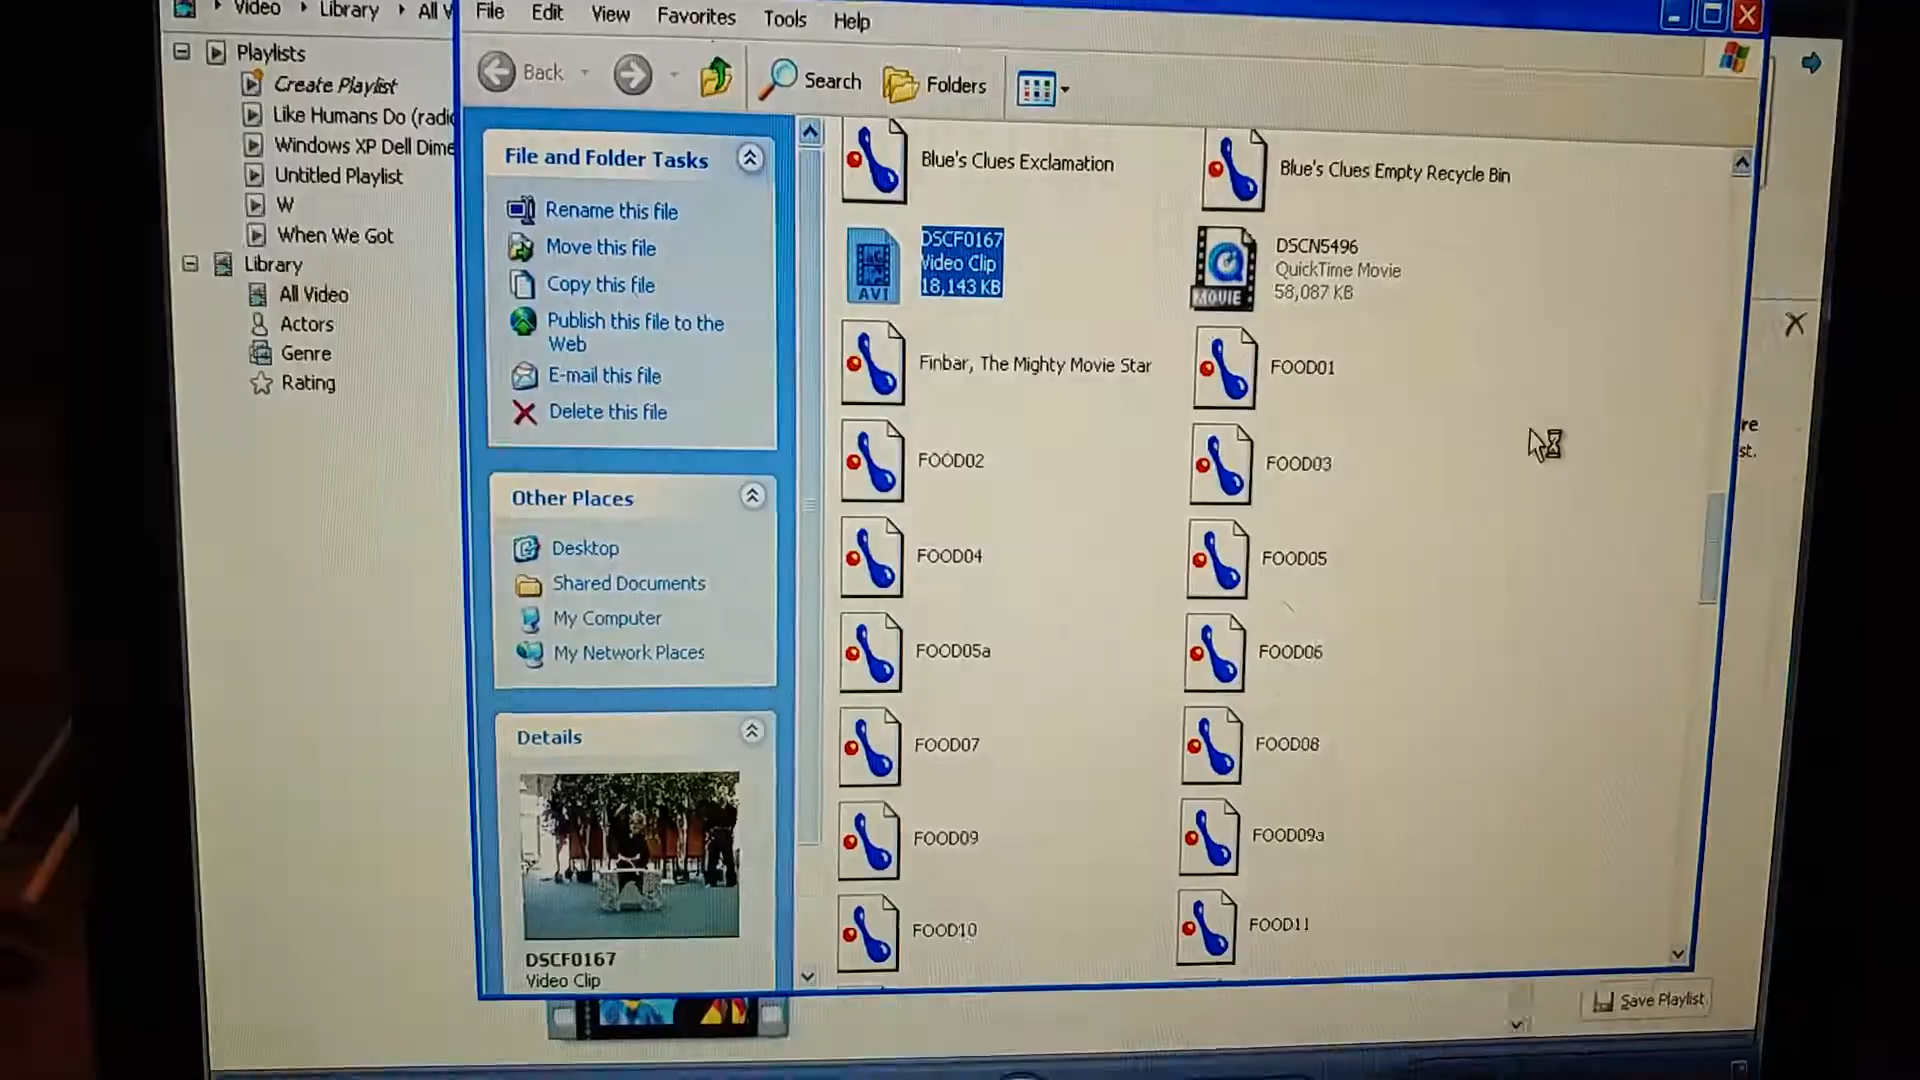 Video
Library
All V
Playlists
Create Playlist
Like Humans Do (radio
Windows XP Dell Dime
Untitled Playlist
W
When We Got
Library
All Video
Actors
Genre
Rating
File Edit View Favorites Tools Help
Back
Search
Folders
File and Folder Tasks
Rename this file
Move this file
Copy this file
Publish this file to the
Web
E-mail this file
Delete this file
Other Places
Desktop
Shared Documents
My Computer
My Network Places
Details
DSCF0167
Video Clip
Blue's Clues Exclamation
Blue's Clues Empty Recycle Bin
AVI
DSCF0167
Video Clip
18,143 KB
MOVIE
DSCN5496
QuickTime Movie
58,087 KB
Finbar, The Mighty Movie Star
FOOD01
FOOD02
FOOD03
FOOD04
FOOD05
FOOD05a
FOOD06
FOOD07
FOOD08
FOOD09
FOOD09a
FOOD10
FOOD11
re
st.
Save Playlist